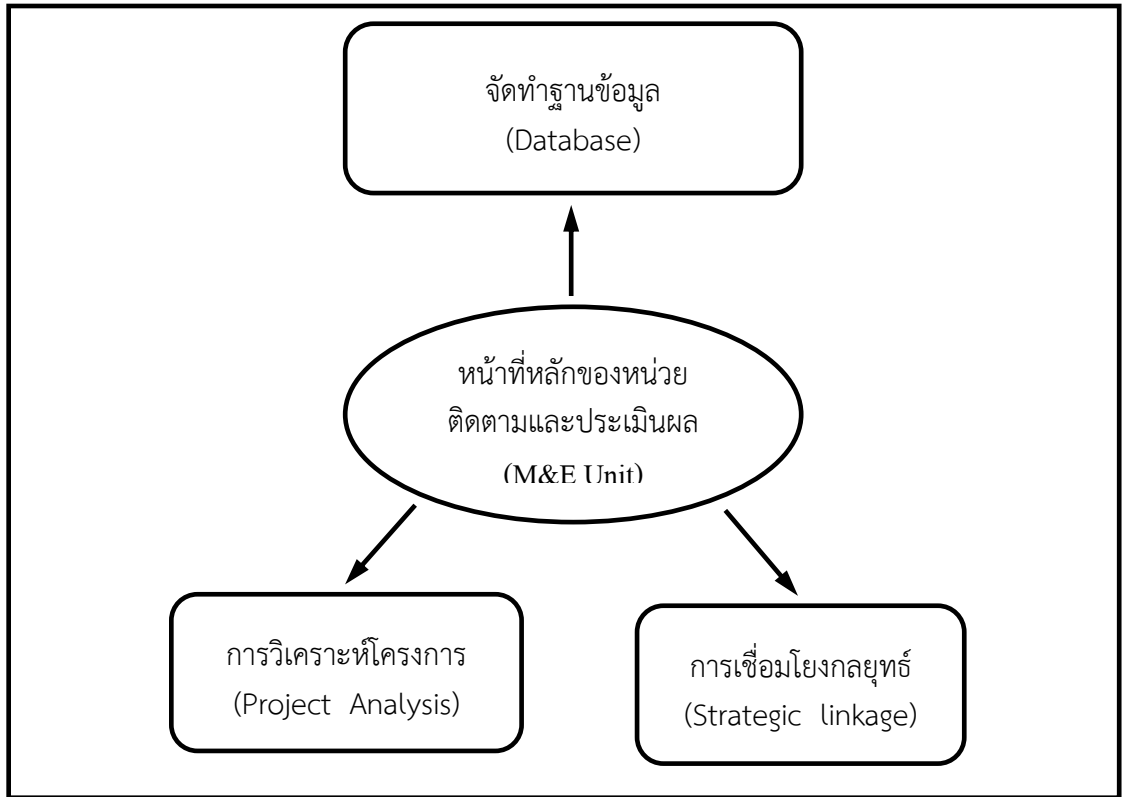 จัดทำฐานข้อมูล
(Database)
หน้าที่หลักของหน่วย
ติดตามและประเมินผล
(M&E Unit)
การวิเคราะห์โครงการ
(Project Analysis)
การเชื่อมโยงกลยุทธ์
(Strategic linkage)